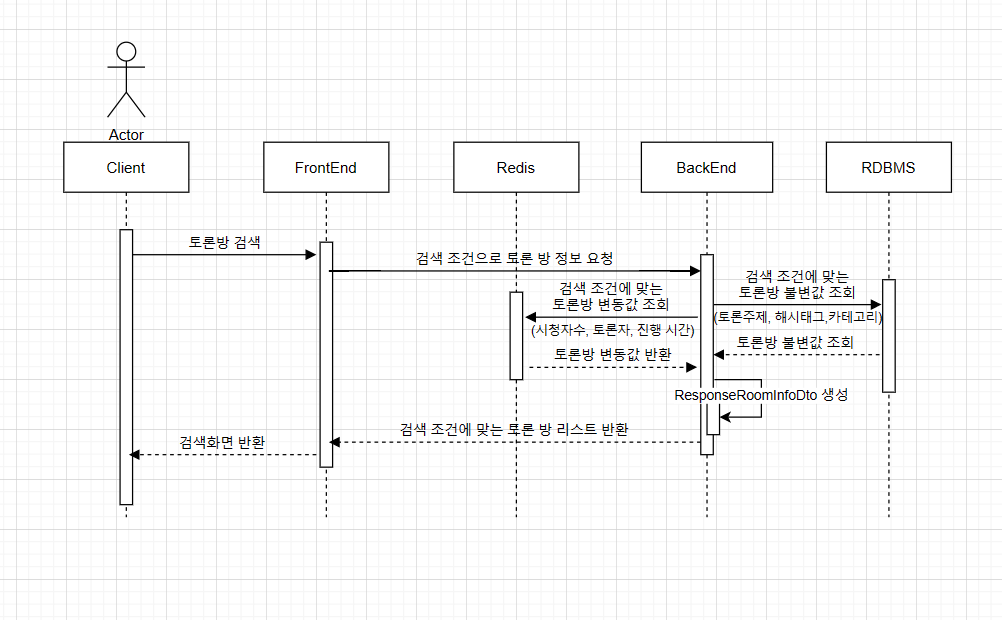 Actor
Client
FrontEnd
Redis
BackEnd
RDBMS
토론방 검색
검색 조건으로 토론 방 정보 요청
검색 조건에 맞는
토론방 불변값 조회
(토론주제, 해시태그,카테고리)
검색 조건에 맞는
토론방 변동값 조회
(시청자수, 토론자, 진행 시간)
토론방 불변값 조회
토론방 변동값 반환
ResponseRoomInfoDto 생성
검색 조건에 맞는 토론 방 리스트 반환
검색화면 반환